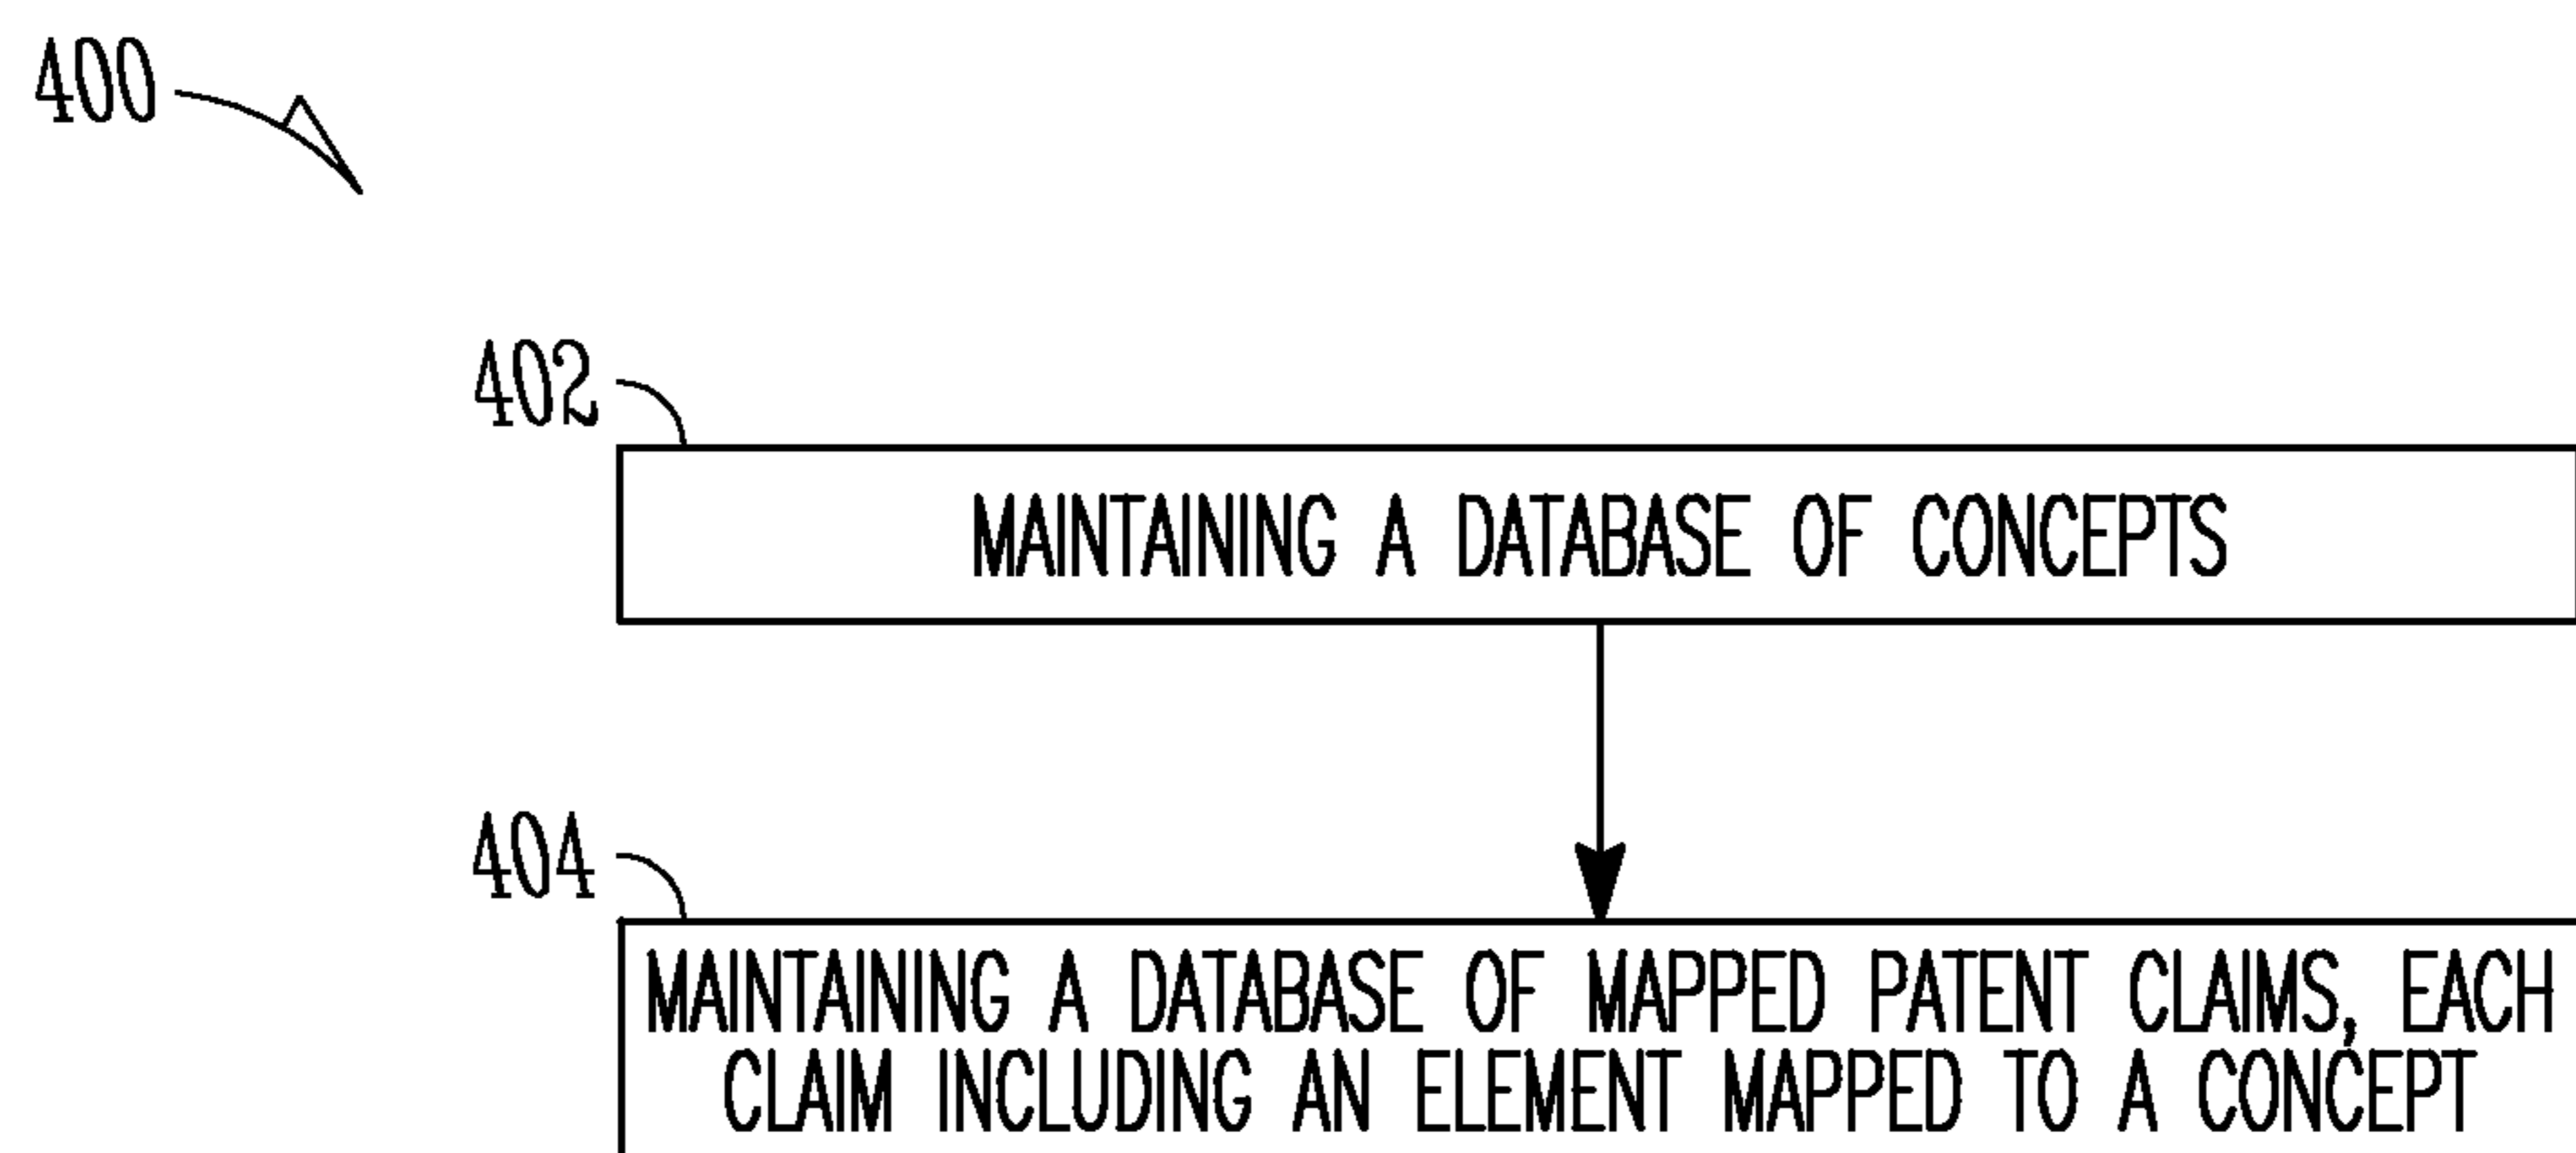 400
402
MAINTAINING A DATABASE OF CONCEPTS
404
MAINTAINING A DATABASE OF MAPPED PATENT CLAIMS, EACH
CLAIM INCLUDING AN ELEMENT MAPPED TO A CONCEPT